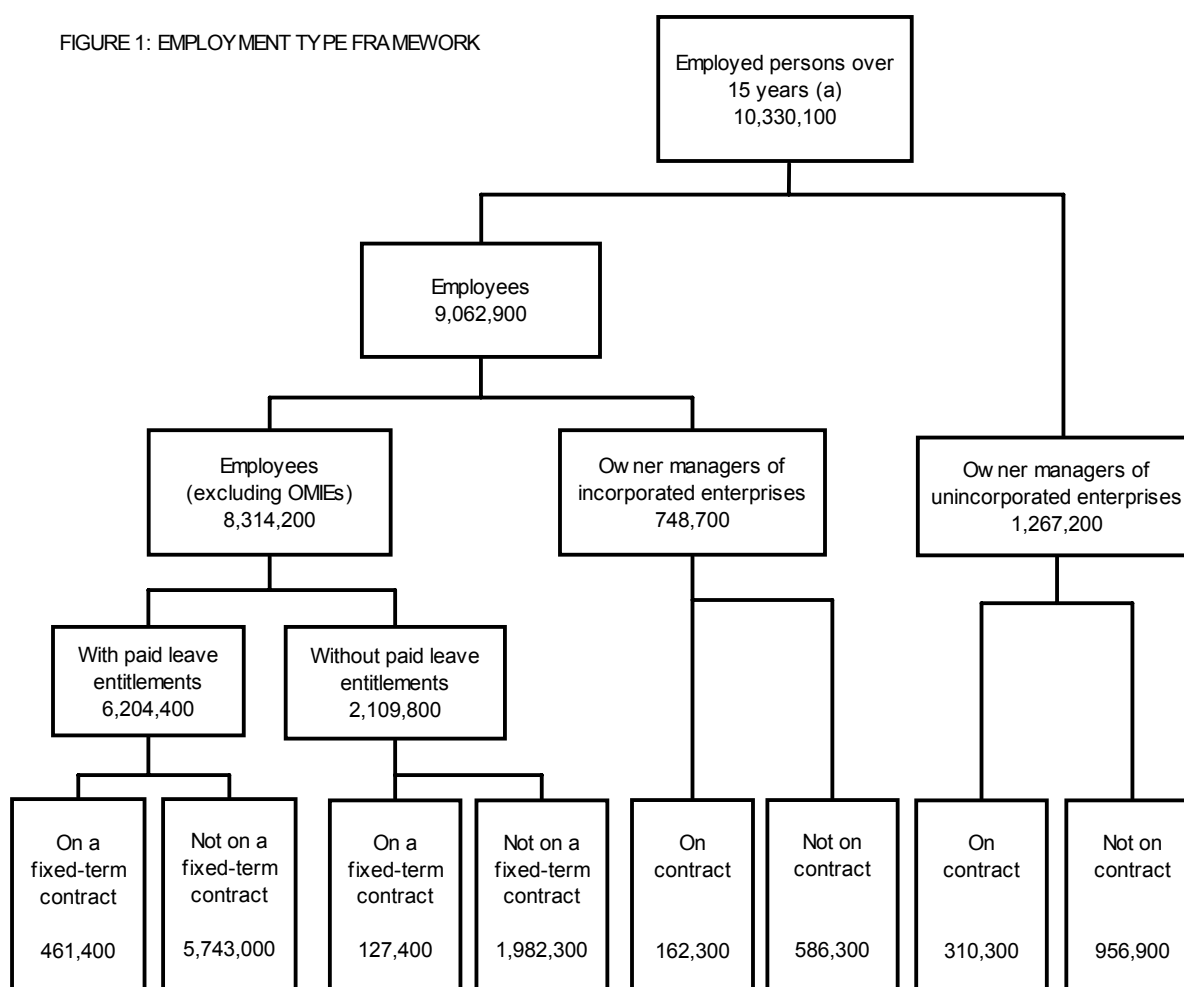 FIGURE 1: EMPLOYMENT TYPE FRAMEWORK
Employed persons over
15 years (a)
10,330,100
Employees
9,062,900
Employees
(excluding OMIEs)
8,314,200
Owner managers of
incorporated enterprises
748,700
Owner managers of
unincorporated enterprises
1,267,200
With paid leave
entitlements
6,204,400
Without paid leave
entitlements
2,109,800
On a
fixed-term
contract
461,400
Not on a
fixed-term
contract
5,743,000
On a
fixed-term
contract
127,400
Not on a
fixed-term
contract
1,982,300
On
contract
162,300
Not on
contract
586,300
On
contract
310,300
Not on
contract
956,900